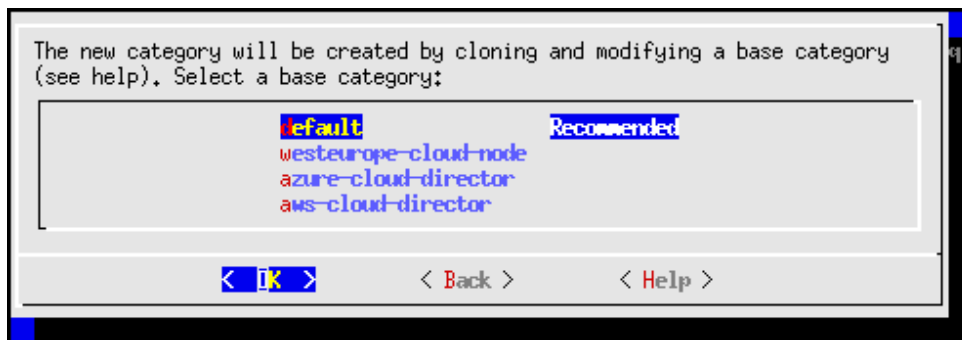 The new category will be created by cloning and modifying a base category
(see help). Select a base category:
default Recommended
westeurope-cloud-node
azure-cloud-director
aws-cloud-director
< OK > < Back > < Help >